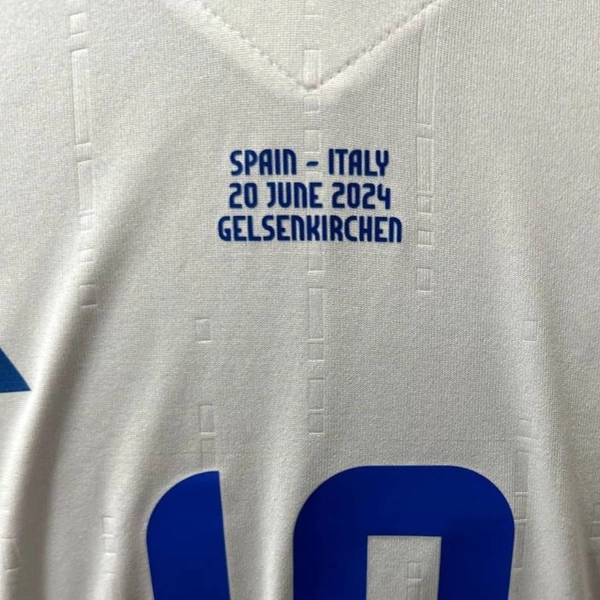 SPAIN - ITALY
20 JUNE 2024
GELSENKIRCHEN